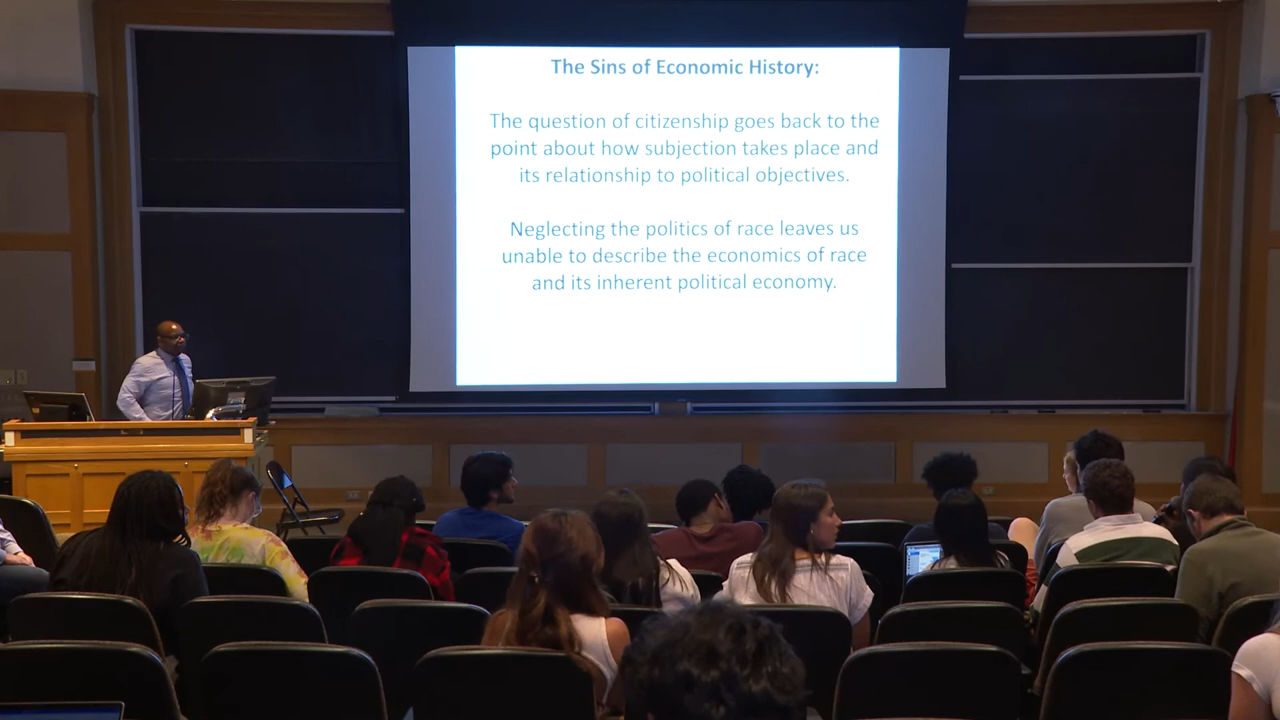 The Sins of Economic History:
The question of citizenship goes back to the
point about how subjection takes place and
its relationship to political objectives.
Neglecting the politics of race leaves us
unable to describe the economics of race
and its inherent political economy.